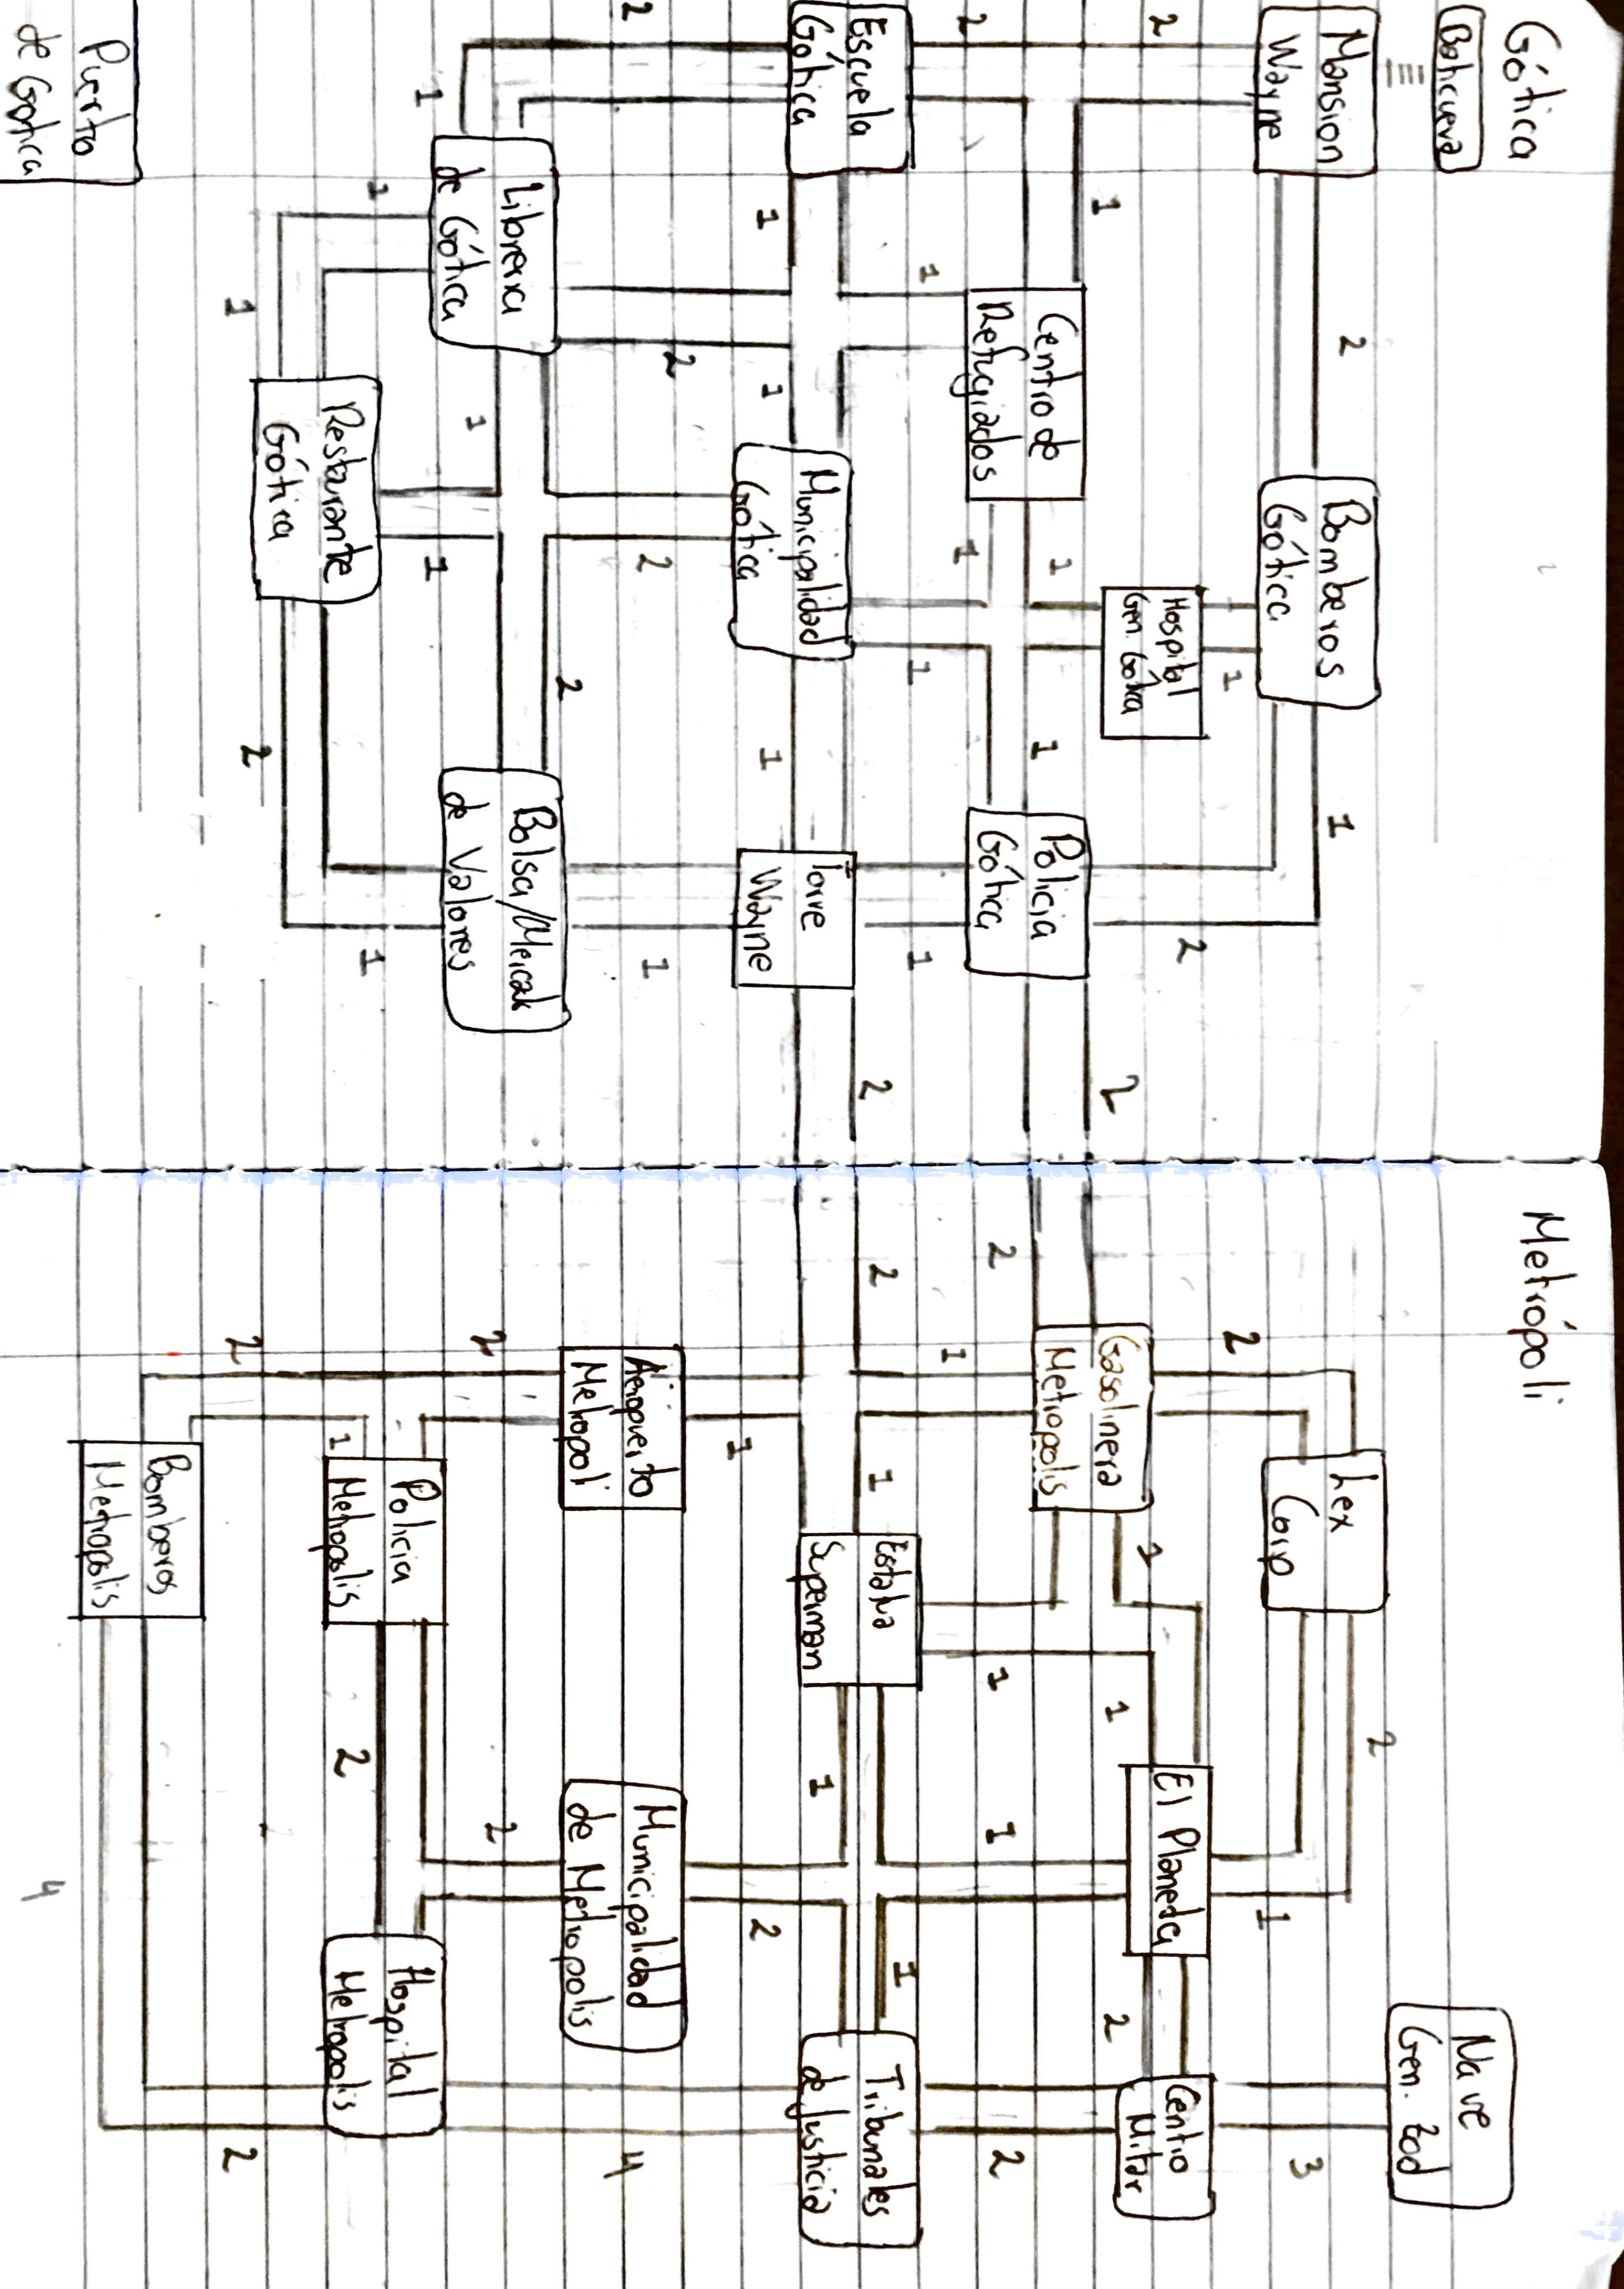 Gótica
Baticueva
Mansion
Wayne
2
Bomberos
Gótica
1
1
2
2
Hospital
Gen. Gótica
1
Centro de
Refugiados
1
1
Policia
Gótica
2
2
1
1
1
1
Escuela
Gótica
Municipalidad
Gótica
Torre
Wayne
2
1
1
1
2
2
2
1
Libreria
de Gótica
2
Bolsa/Mercado
de Valores
1
1
1
1
Resturante
Gótica
1
1
2
Puerto
de Gotica
Metrópoli
Nave
Gen. Zod
Lex
Corp
2
3
2
1
El Planeta
Centro
Gasolinera
Metropolis
1
1
2
2
1
1
1
2
2
1
Estatua
Superman
1
Tribunales
de Justicia
1
1
2
Aeropuerto
Metropoli
Municipalidad
de Metropolis
4
2
2
Policia
Metropolis
Hospital
Metropolis
1
2
2
2
Bomberos
Metropolis
4